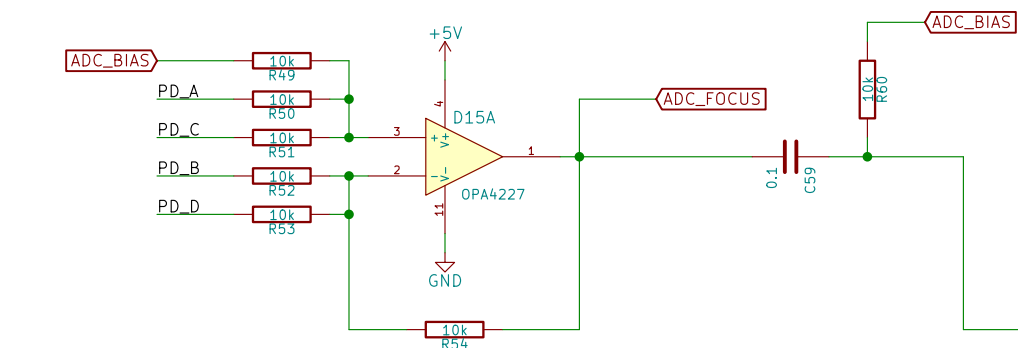 ADC_BIAS
+5V
ADC_BIAS
10k
R49
PD_A
10k
R50
4
D15A
ADC_FOCUS
10k
R60
PD_C
10k
R51
3
+
V+
1
PD_B
10k
R52
2
-
V-
OPA4227
0.1
C59
PD_D
10k
R53
11
GND
10k
R54